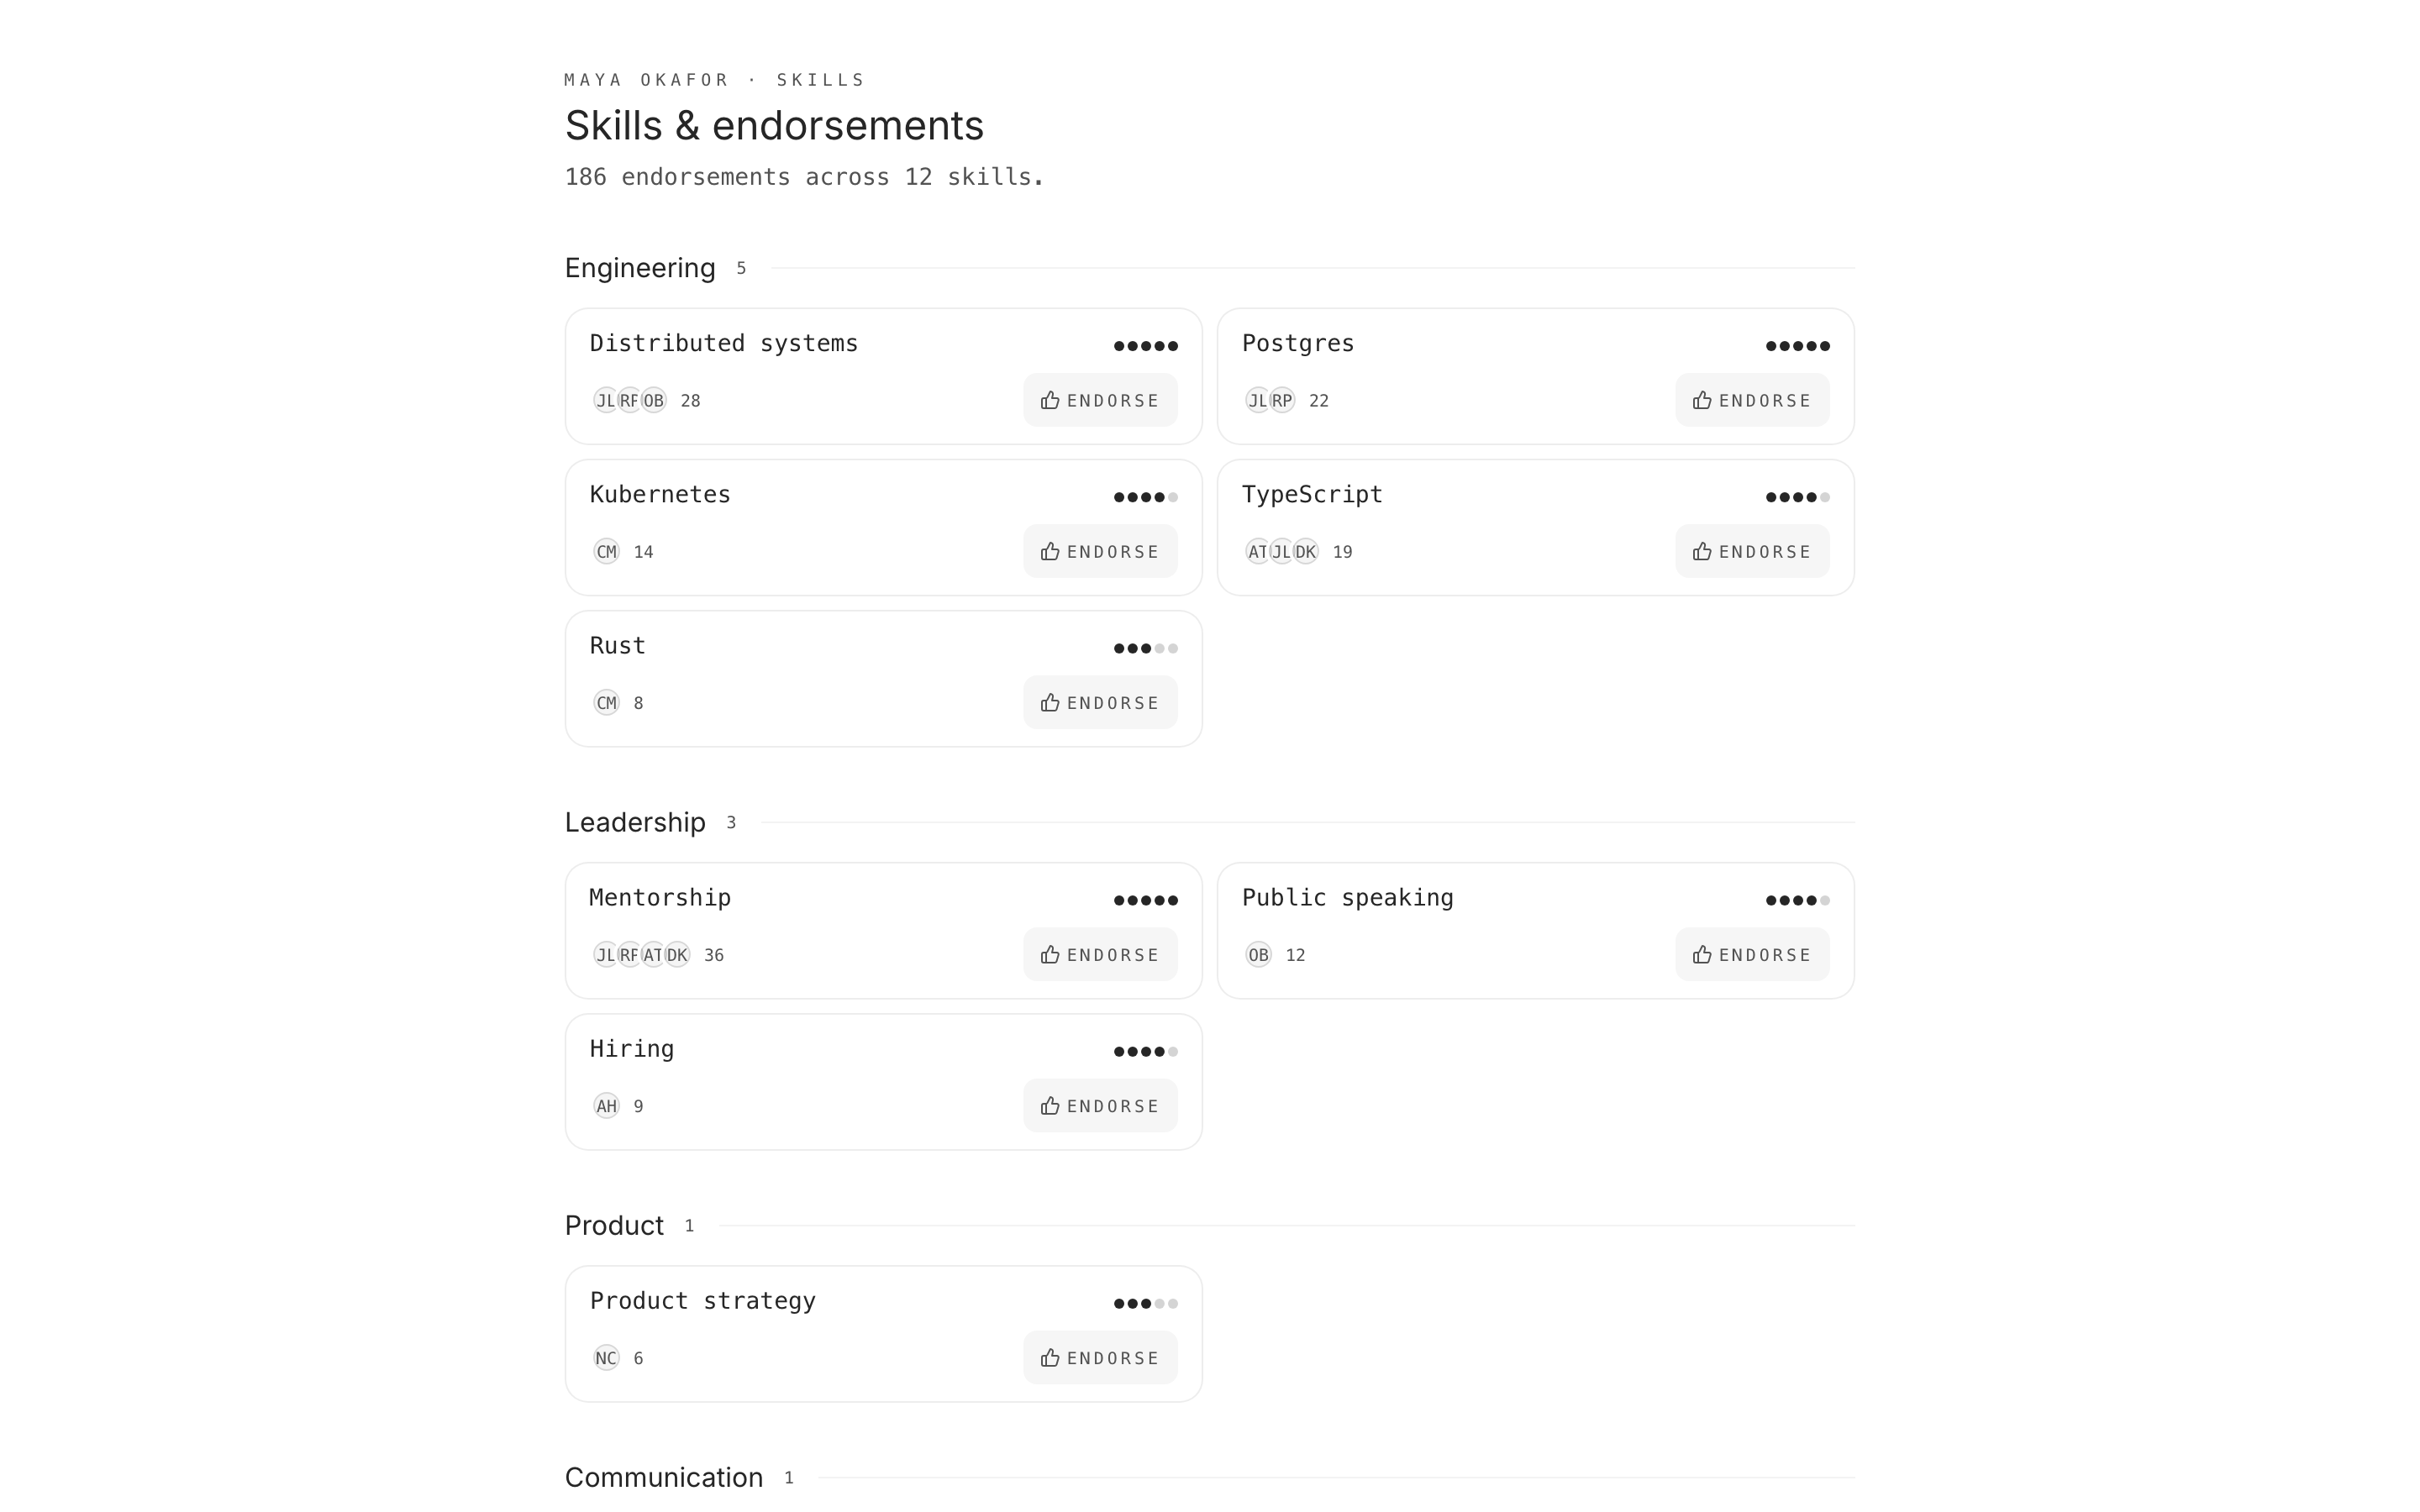 MAYA OKAFOR · SKILLS
Skills & endorsements
186 endorsements across 12 skills.
Engineering 5
Distributed systems
JL RP OB 28 ENDORSE
Postgres
JL RP 22 ENDORSE
Kubernetes
CM 14 ENDORSE
TypeScript
AT JL DK 19 ENDORSE
Rust
CM 8 ENDORSE
Leadership 3
Mentorship
JL RP AT DK 36 ENDORSE
Public speaking
OB 12 ENDORSE
Hiring
AH 9 ENDORSE
Product 1
Product strategy
NC 6 ENDORSE
Communication 1